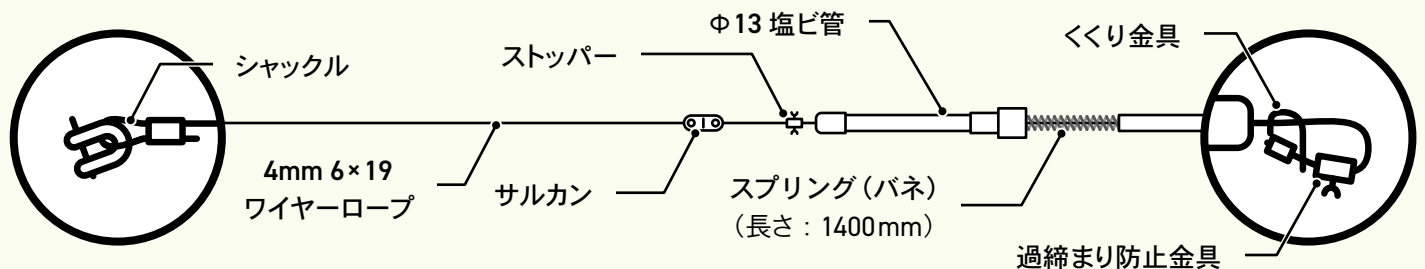 シャックル
4mm 6×19
ワイヤーロープ
サルカン
ストッパー
Φ13 塩ビ管
スプリング（バネ）
（長さ：1400mm）
くくり金具
過締まり防止金具